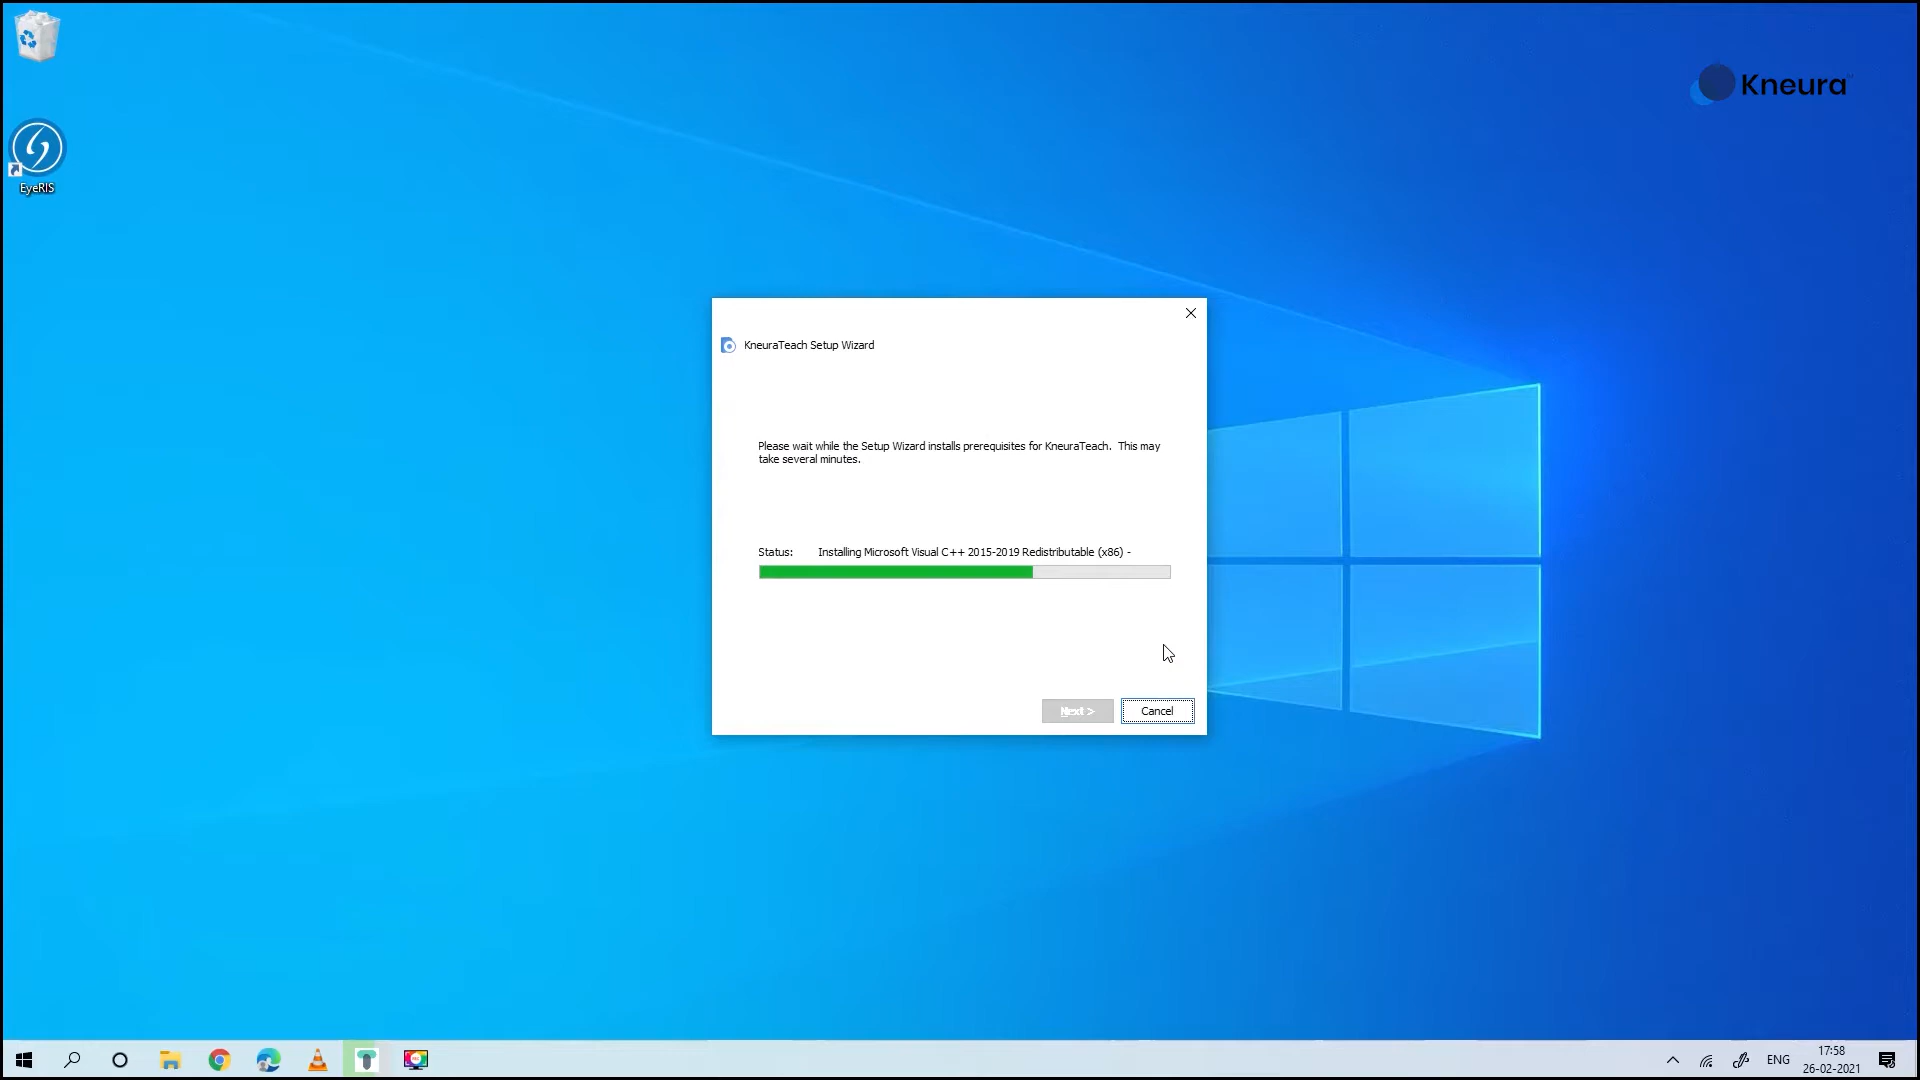 Kneura
EyeRIS
KneuraTeach Setup Wizard
Please wait while the Setup Wizard installs prerequisites for KneuraTeach.  This may
take several minutes.
Status: Installing Microsoft Visual C++ 2015-2019 Redistributable (x86) -
Next >
Cancel
ENG
17:58
26-02-2021